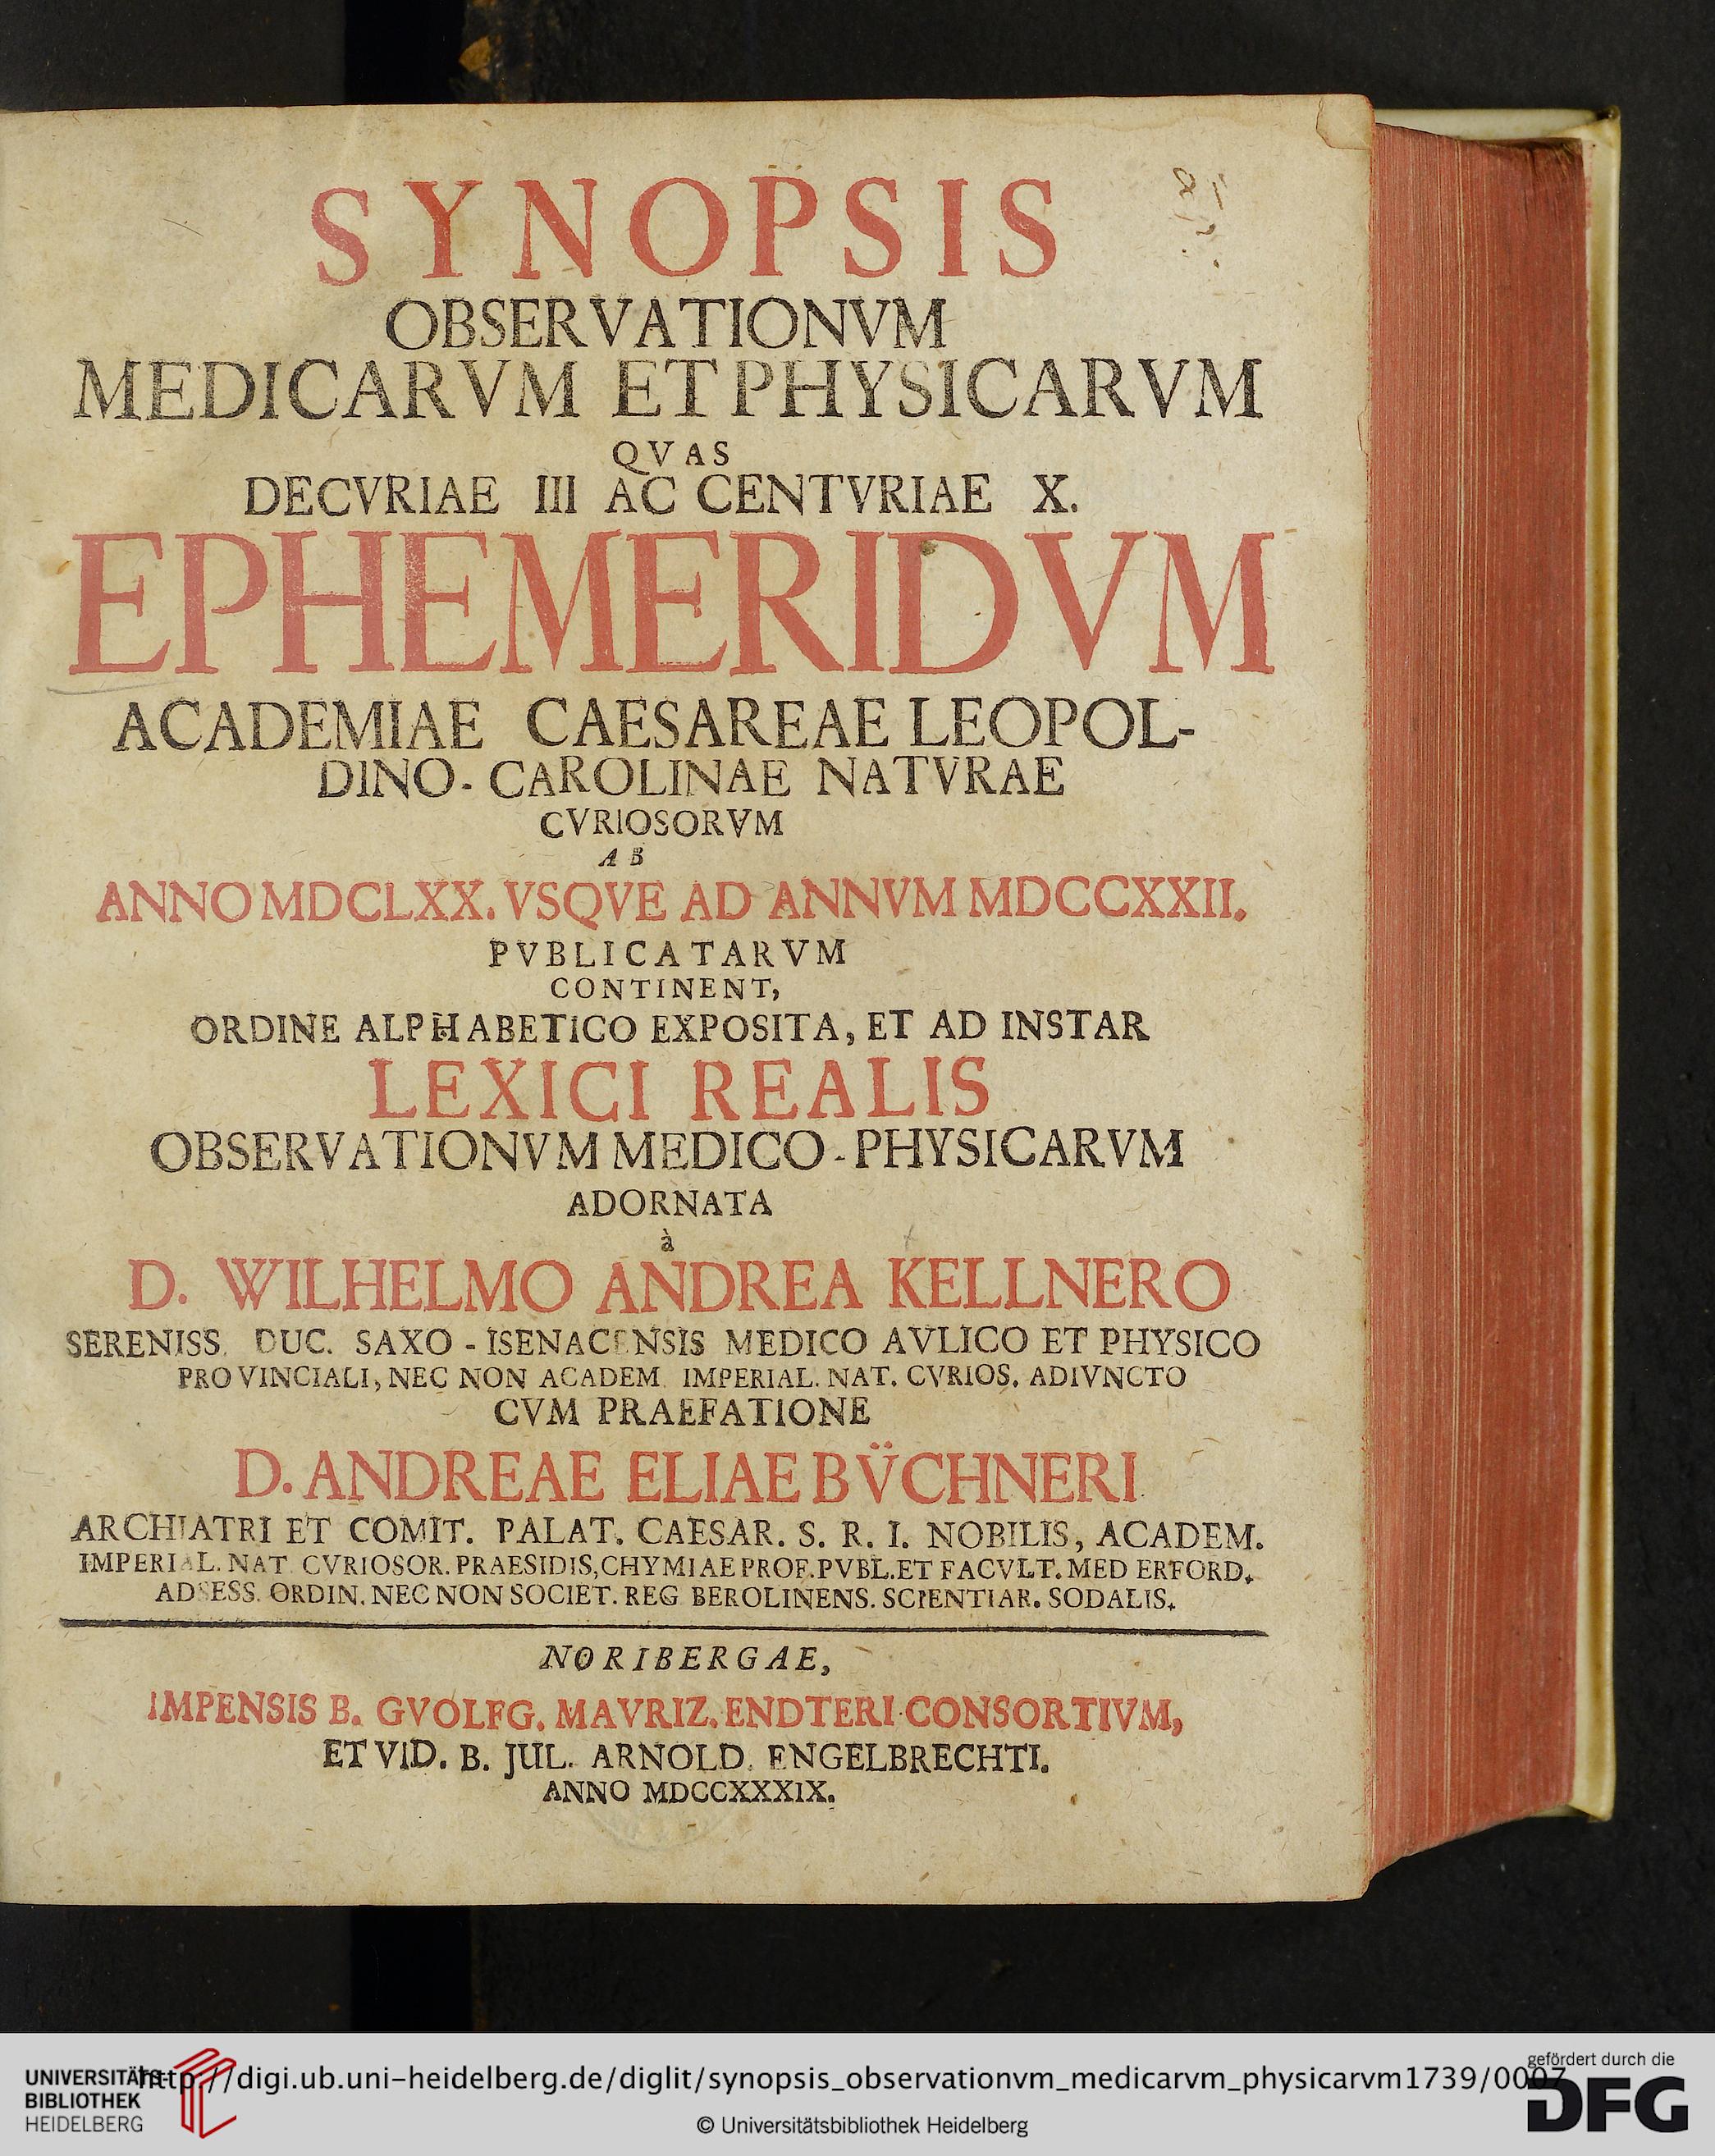 SYNOPSIS
OBSERVATIONVM
MEDICARVM ET PHYSICARVM
QVAS
DECVRIAE III AC CENTVRIAE X.
EPHEMERIDVM
ACADEMIAE CAESAREAE LEOPOL-
DINO-CAROLINAE NATVRAE
CVRIOSORVM
AB
ANNO MDCLXX. VSQVE AD ANNVM MDCCXXII.
PVBLICATARVM
CONTINENT,
ORDINE ALPHABETICO EXPOSITA, ET AD INSTAR
LEXICI REALIS
OBSERVATIONVM MEDICO-PHYSICARVM
ADORNATA
à
D. WILHELMO ANDREA KELLNERO
SERENISS. DUC. SAXO-ISENACENSIS MEDICO AVLICO ET PHYSICO
PROVINCIALI, NEC NON ACADEM. IMPERIAL. NAT. CVRIOS. ADIVNCTO
CVM PRAEFATIONE
D. ANDREAE ELIAE BṺCHNERI
ARCHIATRI ET COMIT. PALAT. CAESAR. S. R. I. NOBILIS, ACADEM.
IMPERIAL. NAT CVRIOSOR. PRAESIDIS, CHYMIAE PROF. PVBL. ET FACVLT. MED ERFORD.
ADSESS. ORDIN. NEC NON SOCIET. REG BEROLINENS. SCIENTIAR. SODALIS.
NORIBERGAE,
IMPENSIS B. GVOLFG. MAVRIZ. ENDTERI CONSORTIVM,
ET VID. B. JUL. ARNOLD. ENGELBRECHTI.
ANNO MDCCXXXIX.
UNIVERSITÄTS-
BIBLIOTHEK
HEIDELBERG
http://digi.ub.uni-heidelberg.de/diglit/synopsis_observationvm_medicarvm_physicarvm1739/0007
© Universitätsbibliothek Heidelberg
gefördert durch die
DFG